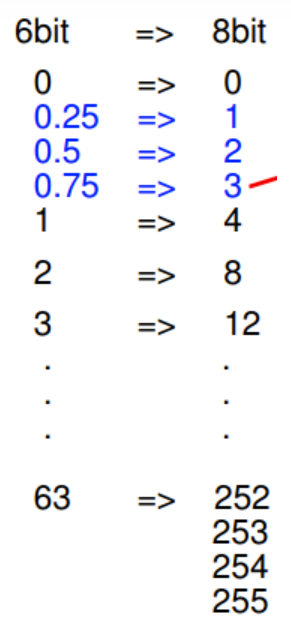 6bit => 8bit
0 => 0
0.25 => 1
0.5 => 2
0.75 => 3
1 => 4
2 => 8
3 => 12
. .
. .
. .
63 => 252
253
254
255